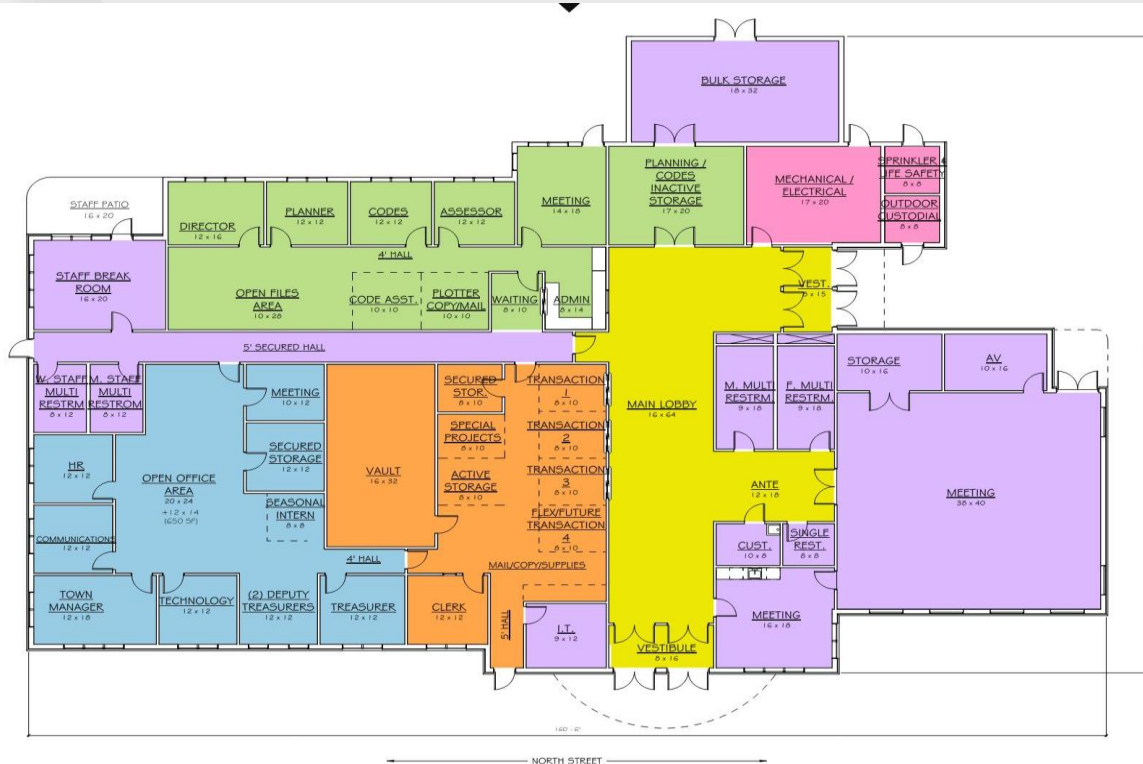 BULK STORAGE
18 x 32
STAFF PATIO
16 x 20
DIRECTOR
12 x 16
PLANNER
12 x 12
CODES
12 x 12
ASSESSOR
12 x 12
MEETING
14 x 18
PLANNING /
CODES
INACTIVE
STORAGE
17 x 20
MECHANICAL /
ELECTRICAL
17 x 20
SPRINKLER &
LIFE SAFETY
8 x 8
OUTDOOR
CUSTODIAL
8 x 8
STAFF BREAK
ROOM
16 x 20
4' HALL
OPEN FILES
AREA
10 x 28
CODE ASST.
10 x 10
PLOTTER
COPY/MAIL
10 x 10
WAITING
8 x 10
ADMIN
8 x 14
VEST.
8 x 15
5' SECURED HALL
W. STAFF
MULTI
RESTRM
8 x 12
M. STAFF
MULTI
RESTROM
8 x 12
MEETING
10 x 12
SECURED
STOR.
8 x 10
TRANSACTION
1
8 x 10
MAIN LOBBY
16 x 64
M. MULTI
RESTRM.
9 x 18
F. MULTI
RESTRM.
9 x 18
STORAGE
10 x 16
AV
10 x 16
HR
12 x 12
OPEN OFFICE
AREA
20 x 24
+12 x 14
(650 SF)
SECURED
STORAGE
12 x 12
SEASONAL
INTERN
8 x 8
VAULT
16 x 32
SPECIAL
PROJECTS
8 x 10
ACTIVE
STORAGE
8 x 10
TRANSACTION
2
8 x 10
TRANSACTION
3
8 x 10
FLEX/FUTURE
TRANSACTION
4
8 x 10
ANTE
12 x 18
MEETING
38 x 40
COMMUNICATIONS
12 x 12
4' HALL
MAIL/COPY/SUPPLIES
CUST.
10 x 8
SINGLE
REST.
8 x 8
TOWN
MANAGER
12 x 18
TECHNOLOGY
12 x 12
(2) DEPUTY
TREASURERS
12 x 12
TREASURER
12 x 12
CLERK
12 x 12
5' HALL
I.T.
9 x 12
VESTIBULE
8 x 16
MEETING
16 x 18
160' - 6"
NORTH STREET